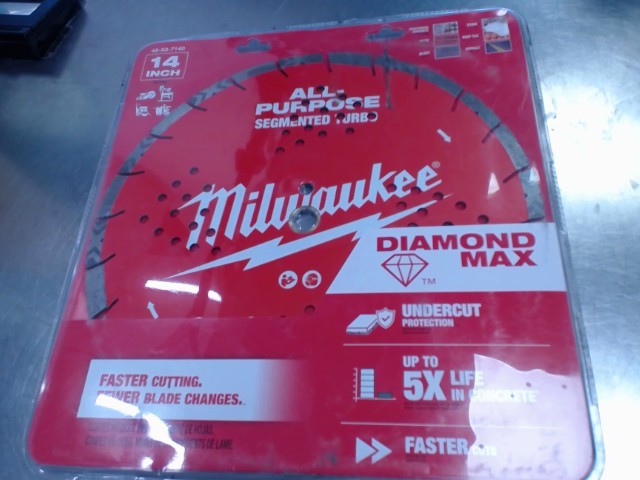 14
INCH
ALL-
PURPOSE
SEGMENTED TURBO
Milwaukee®
DIAMOND
MAX
TM
UNDERCUT
PROTECTION
UP TO
5X LIFE
IN CONCRETE
FASTER CUTTING.
FEWER BLADE CHANGES.
FASTER